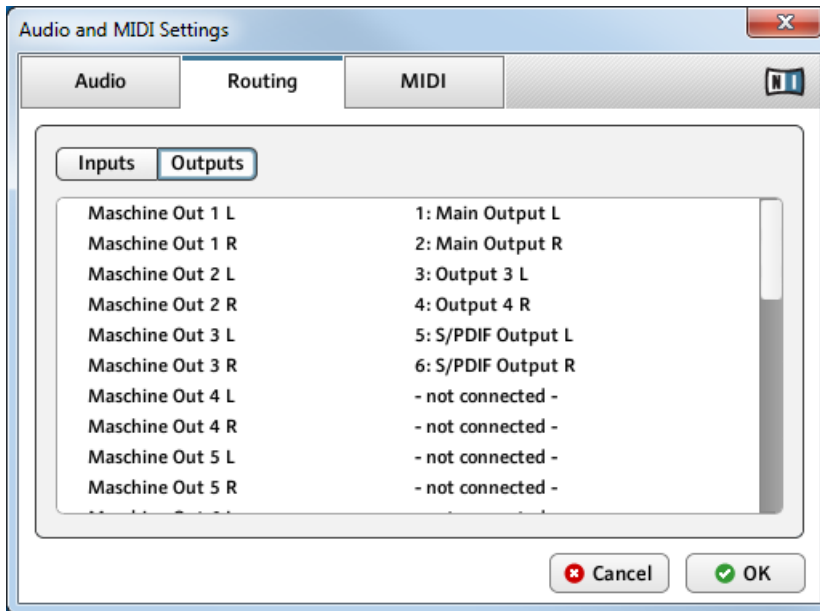 Audio and MIDI Settings
Audio Routing MIDI
NI
Inputs Outputs
Maschine Out 1 L 1: Main Output L
Maschine Out 1 R 2: Main Output R
Maschine Out 2 L 3: Output 3 L
Maschine Out 2 R 4: Output 4 R
Maschine Out 3 L 5: S/PDIF Output L
Maschine Out 3 R 6: S/PDIF Output R
Maschine Out 4 L - not connected -
Maschine Out 4 R - not connected -
Maschine Out 5 L - not connected -
Maschine Out 5 R - not connected -
Cancel OK